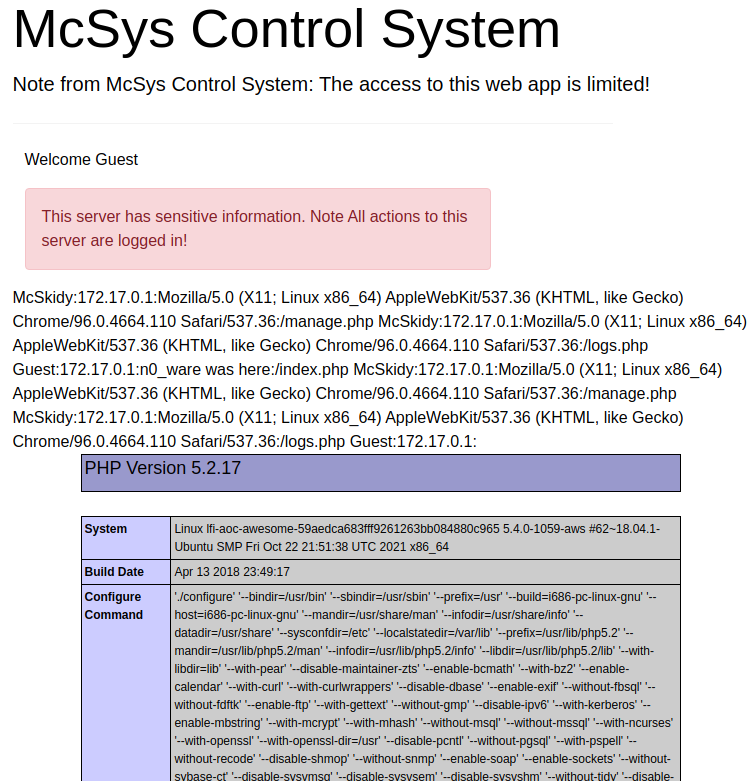 McSys Control System
Note from McSys Control System: The access to this web app is limited!
Welcome Guest
This server has sensitive information. Note All actions to this
server are logged in!
McSkidy:172.17.0.1:Mozilla/5.0 (X11; Linux x86_64) AppleWebKit/537.36 (KHTML, like Gecko)
Chrome/96.0.4664.110 Safari/537.36:/manage.php McSkidy:172.17.0.1:Mozilla/5.0 (X11; Linux x86_64)
AppleWebKit/537.36 (KHTML, like Gecko) Chrome/96.0.4664.110 Safari/537.36:/logs.php
Guest:172.17.0.1:n0_ware was here:/index.php McSkidy:172.17.0.1:Mozilla/5.0 (X11; Linux x86_64)
AppleWebKit/537.36 (KHTML, like Gecko) Chrome/96.0.4664.110 Safari/537.36:/manage.php
McSkidy:172.17.0.1:Mozilla/5.0 (X11; Linux x86_64) AppleWebKit/537.36 (KHTML, like Gecko)
Chrome/96.0.4664.110 Safari/537.36:/logs.php Guest:172.17.0.1:
PHP Version 5.2.17
System Linux lfi-aoc-awesome-59aedca683fff9261263bb084880c965 5.4.0-1059-aws #62~18.04.1-
Ubuntu SMP Fri Oct 22 21:51:38 UTC 2021 x86_64
Build Date Apr 13 2018 23:49:17
Configure './configure' '--bindir=/usr/bin' '--sbindir=/usr/sbin' '--prefix=/usr' '--build=i686-pc-linux-gnu' '--
Command host=i686-pc-linux-gnu' '--mandir=/usr/share/man' '--infodir=/usr/share/info' '--
datadir=/usr/share' '--sysconfdir=/etc' '--localstatedir=/var/lib' '--prefix=/usr/lib/php5.2' '--
mandir=/usr/lib/php5.2/man' '--infodir=/usr/lib/php5.2/info' '--libdir=/usr/lib/php5.2/lib' '--with-
libdir=lib' '--with-pear' '--disable-maintainer-zts' '--enable-bcmath' '--with-bz2' '--enable-
calendar' '--with-curl' '--with-curlwrappers' '--disable-dbase' '--enable-exif' '--without-fbsql' '--
without-fdftk' '--enable-ftp' '--with-gettext' '--without-gmp' '--disable-ipv6' '--with-kerberos' '--
enable-mbstring' '--with-mcrypt' '--with-mhash' '--without-msql' '--without-mssql' '--with-ncurses'
'--with-openssl' '--with-openssl-dir=/usr' '--disable-pcntl' '--without-pgsql' '--with-pspell' '--
without-recode' '--disable-shmop' '--without-snmp' '--enable-soap' '--enable-sockets' '--without-
sybase-ct' '--disable-sysvmsg' '--disable-sysvsem' '--disable-sysvshm' '--without-tidy' '--disable-